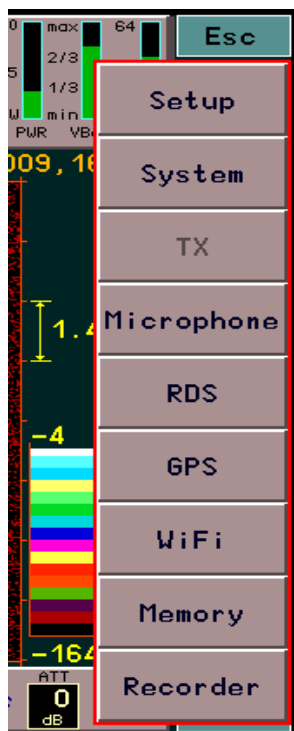 0 max 64 Esc
2/3
5
1/3
W min
PWR
Setup
009,16
System
TX
1.4
Microphone
RDS
-4
GPS
WiFi
Memory
-164
ATT
Recorder
0
dB